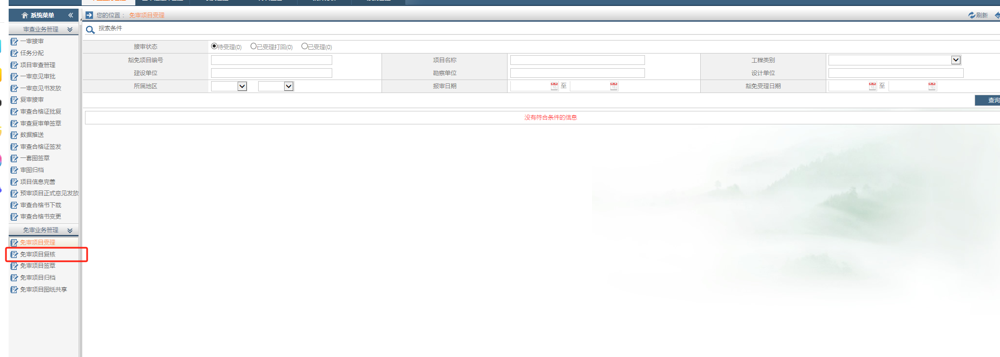 系统菜单
您的位置： 免审项目受理
刷新
审查业务管理
一审接审
任务分配
项目审查管理
一审意见审批
一审意见书发放
复审接审
审查合格证批复
审查复审单签章
数据推送
审查合格证签发
一套图签章
审图归档
项目信息完善
预审项目正式意见发放
审查合格书下载
审查合格书变更
免审业务管理
免审项目受理
免审项目复核
免审项目签章
免审项目归档
免审项目图纸共享
搜索条件
接审状态 待受理(0) 已受理打回(0) 已受理(0)
豁免项目编号 项目名称 工程类别
建设单位 勘察单位 设计单位
所属地区 报审日期 至 豁免受理日期 至
查询
没有符合条件的信息